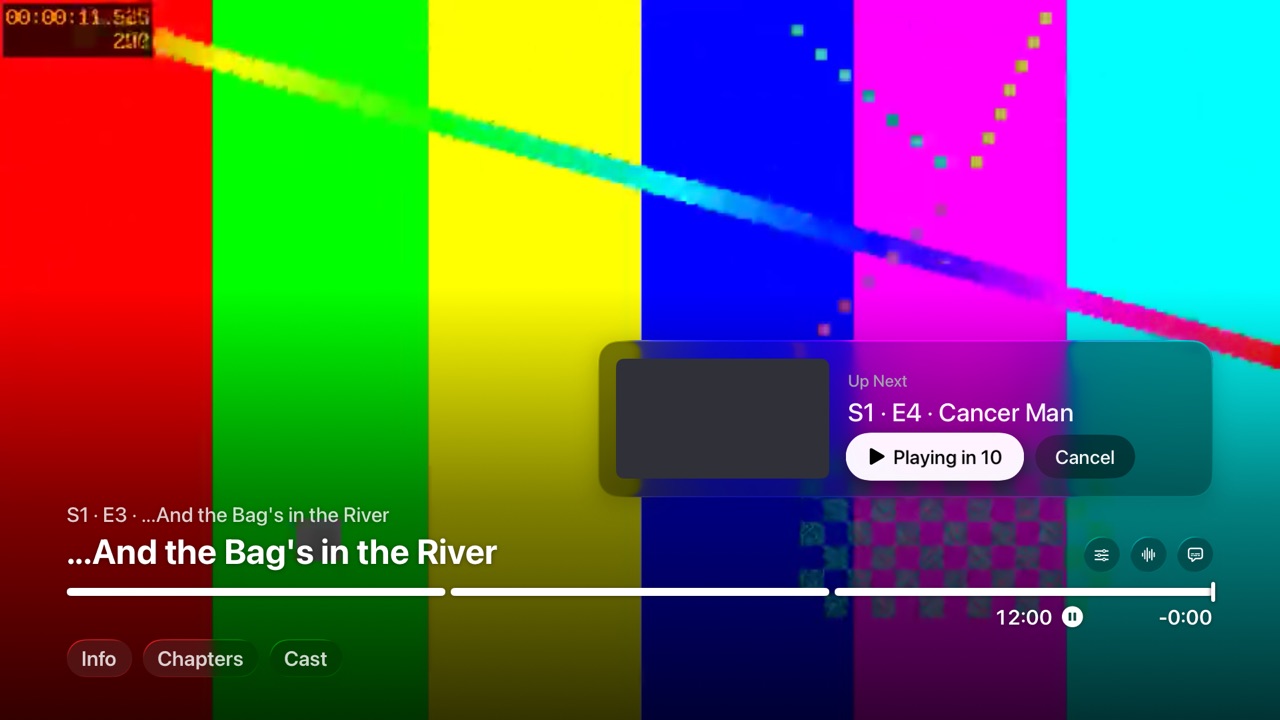 00:00:11.
Up Next
S1 · E4 · Cancer Man
Playing in 10
Cancel
S1 · E3 · ...And the Bag's in the River
...And the Bag's in the River
12:00
-0:00
Info
Chapters
Cast